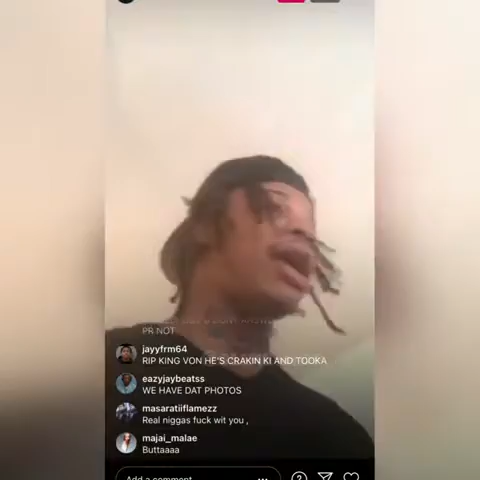 PR NOT
jayyfrm64
RIP KING VON HE'S CRAKIN KI AND TOOKA
eazyjaybeatss
WE HAVE DAT PHOTOS
masaratiiflamezz
Real niggas fuck wit you ,
majai_malae
Buttaaaa
Add a comment